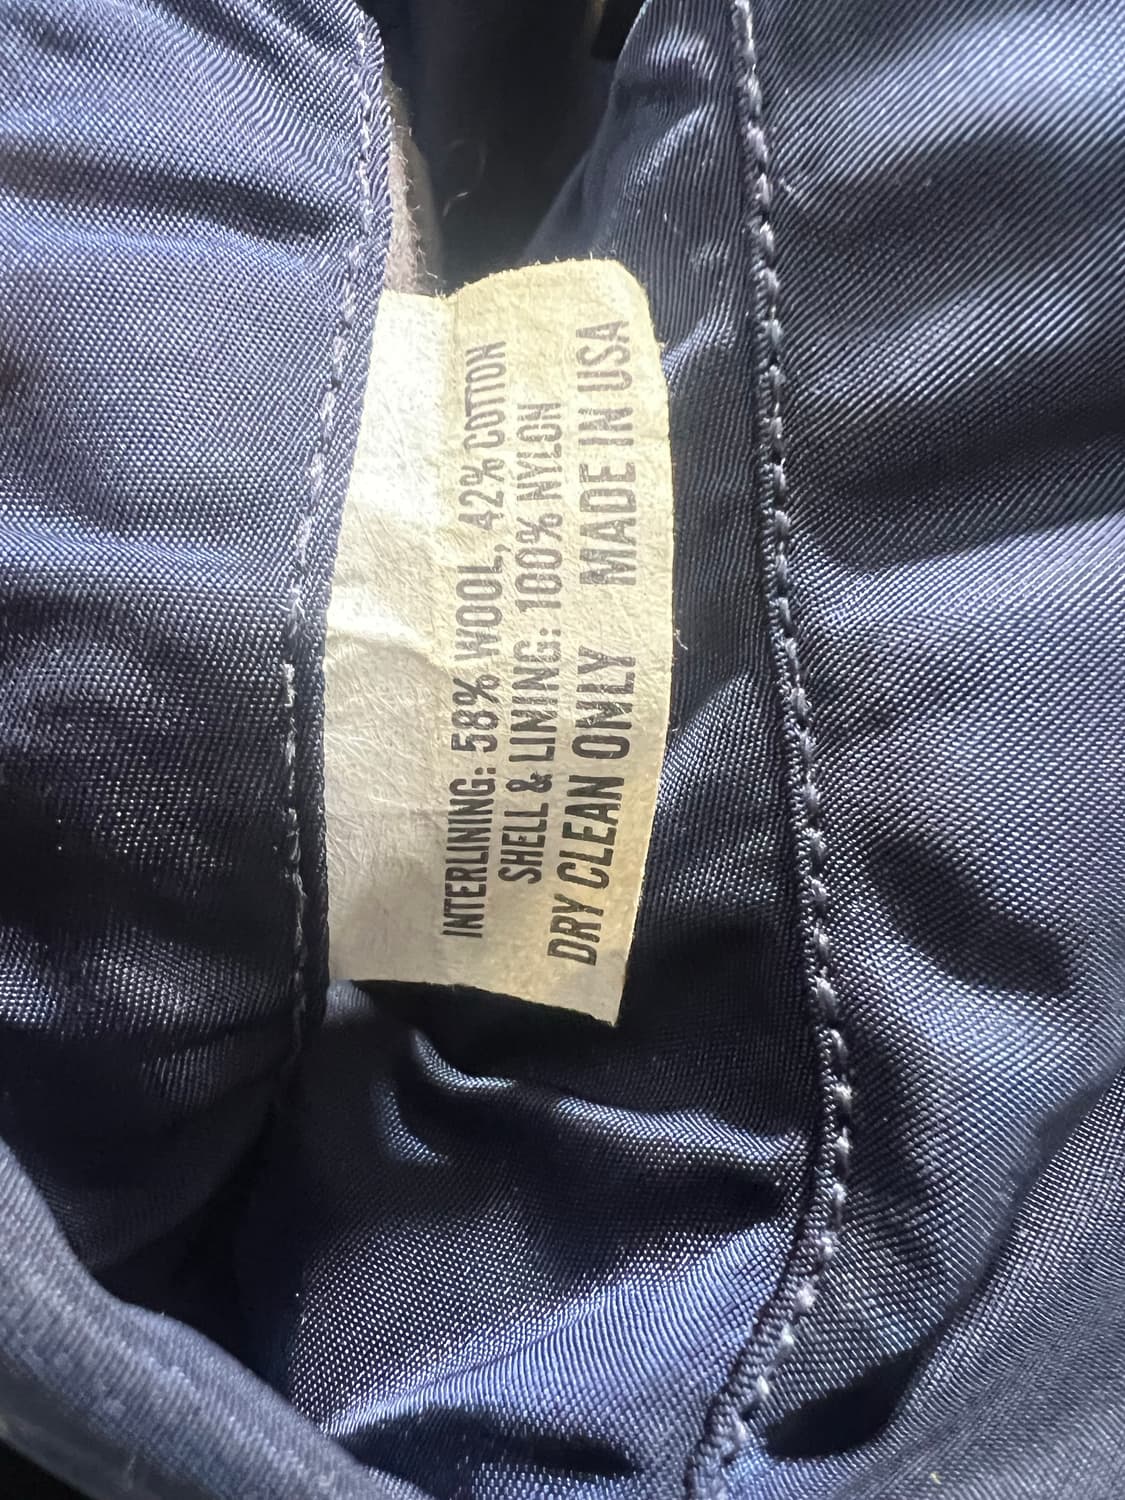 INTERLINING: 58% WOOL, 42% COTTON
SHELL & LINING: 100% NYLON
DRY CLEAN ONLY MADE IN USA